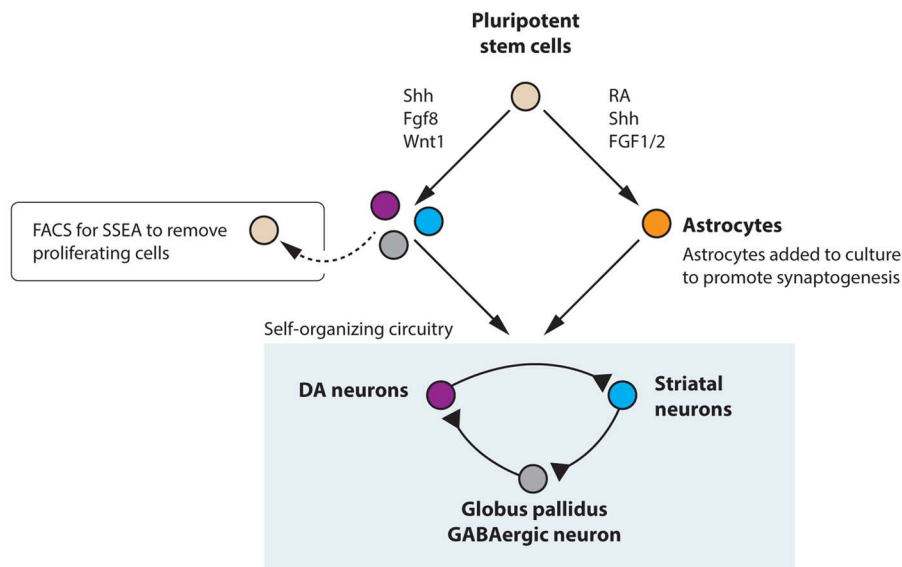 Pluripotent
stem cells
Shh
Fgf8
Wnt1
RA
Shh
FGF1/2
FACS for SSEA to remove
proliferating cells
Astrocytes
Astrocytes added to culture
to promote synaptogenesis
Self-organizing circuitry
DA neurons
Striatal
neurons
Globus pallidus
GABAergic neuron